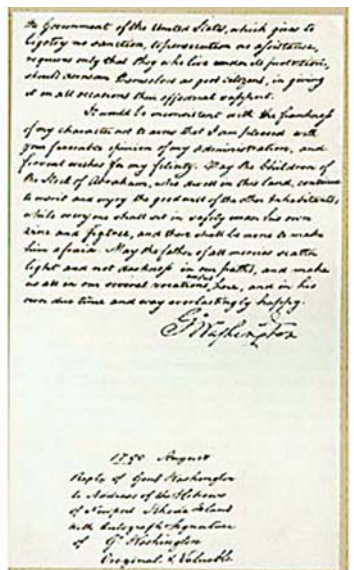 the Government of the United States, which gives to
bigotry no sanction, to persecution no assistance,
requires only that they who live under its protection,
should demean themselves as good citizens, in giving
it on all occasions their effectual support.
It would be inconsistent with the frankness
of my character not to avow that I am pleased with
your favorable opinion of my administration, and
fervent wishes for my felicity. May the Children of
the Stock of Abraham, who dwell in this land, continue
to merit and enjoy the good will of the other Inhabitants,
while every one shall sit in safety under his own
vine and figtree, and there shall be none to make
him afraid. May the father of all mercies scatter
light and not darkness in our paths, and make
us all in our several vocations useful here, and in his
own due time and way everlastingly happy.
G. Washington
1790 August
Reply of Genl Washington
to Address of the Hebrews
of Newport Rhode Island
with Autograph Signature
of G. Washington
Original & Valuable